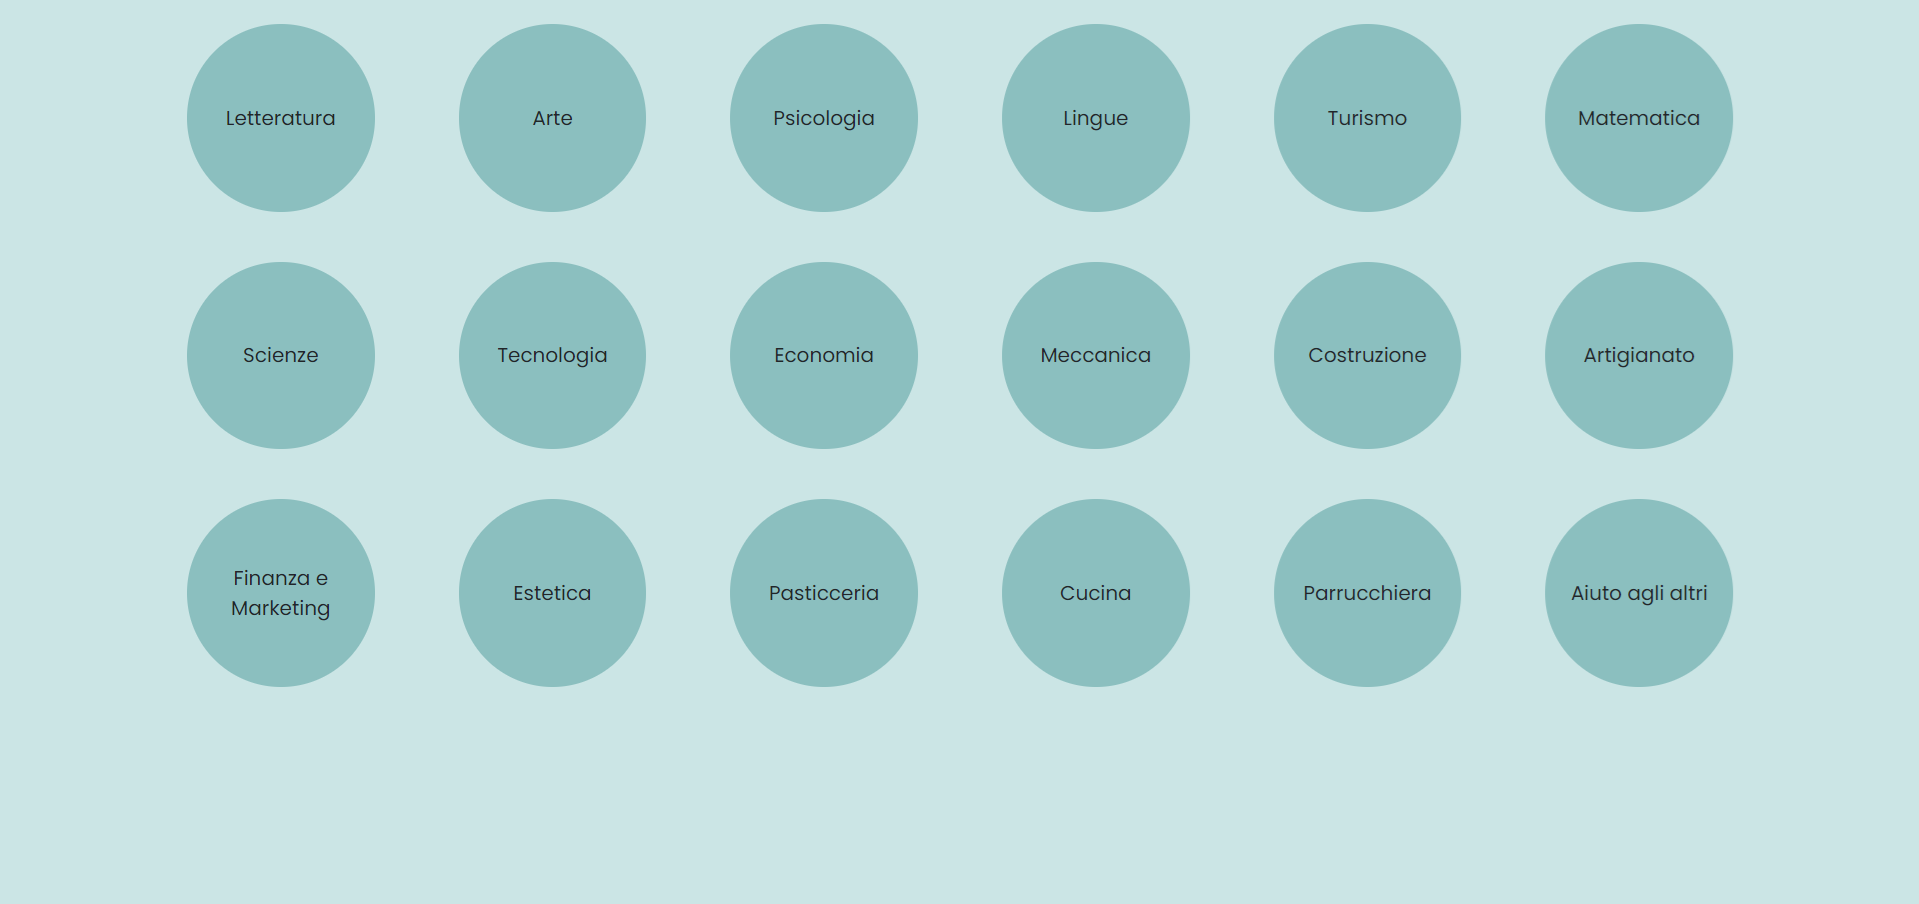 Letteratura
Arte
Psicologia
Lingue
Turismo
Matematica
Scienze
Tecnologia
Economia
Meccanica
Costruzione
Artigianato
Finanza e
Marketing
Estetica
Pasticceria
Cucina
Parrucchiera
Aiuto agli altri